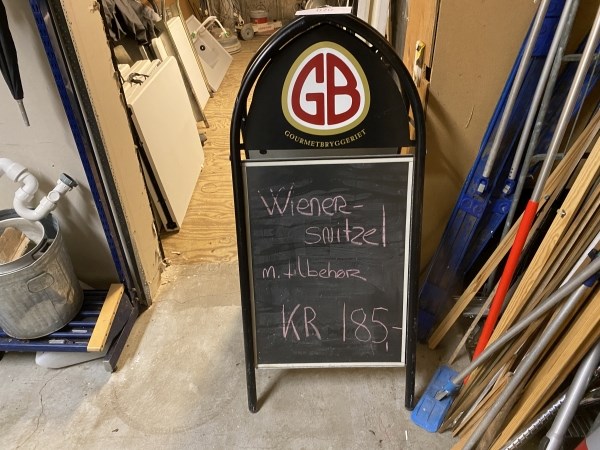 GB
GOURMETBRYGGERIET
Wiener-
snitzel
m. tilbehør
KR 185,-